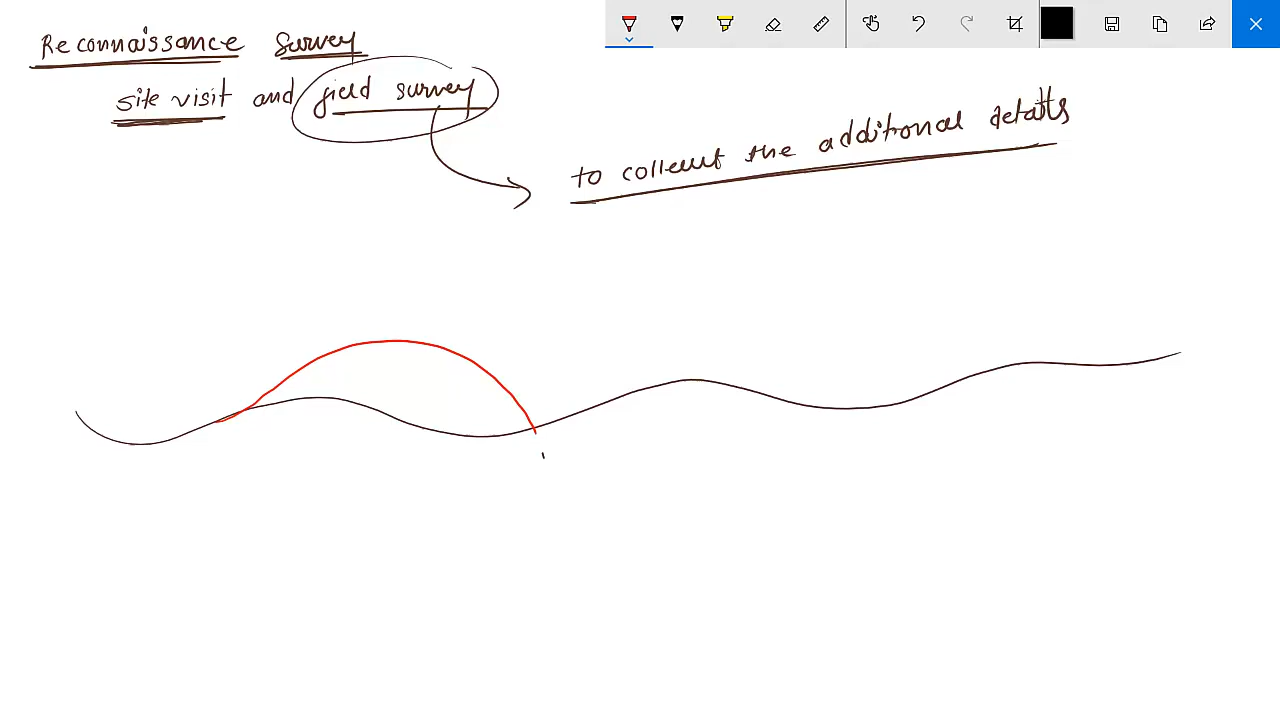 Reconnaissance Survey
site visit and field survey
to collect the additional details